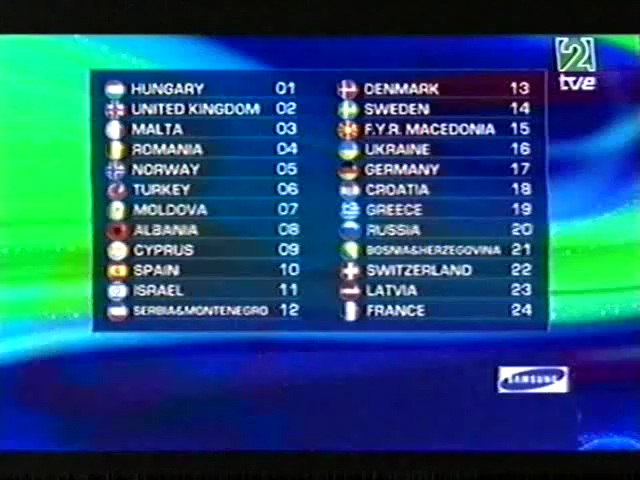 2
tve
HUNGARY 01
UNITED KINGDOM 02
MALTA 03
ROMANIA 04
NORWAY 05
TURKEY 06
MOLDOVA 07
ALBANIA 08
CYPRUS 09
SPAIN 10
ISRAEL 11
SERBIA&MONTENEGRO 12
DENMARK 13
SWEDEN 14
F.Y.R. MACEDONIA 15
UKRAINE 16
GERMANY 17
CROATIA 18
GREECE 19
RUSSIA 20
BOSNIA&HERZEGOVINA 21
SWITZERLAND 22
LATVIA 23
FRANCE 24
SAMSUNG